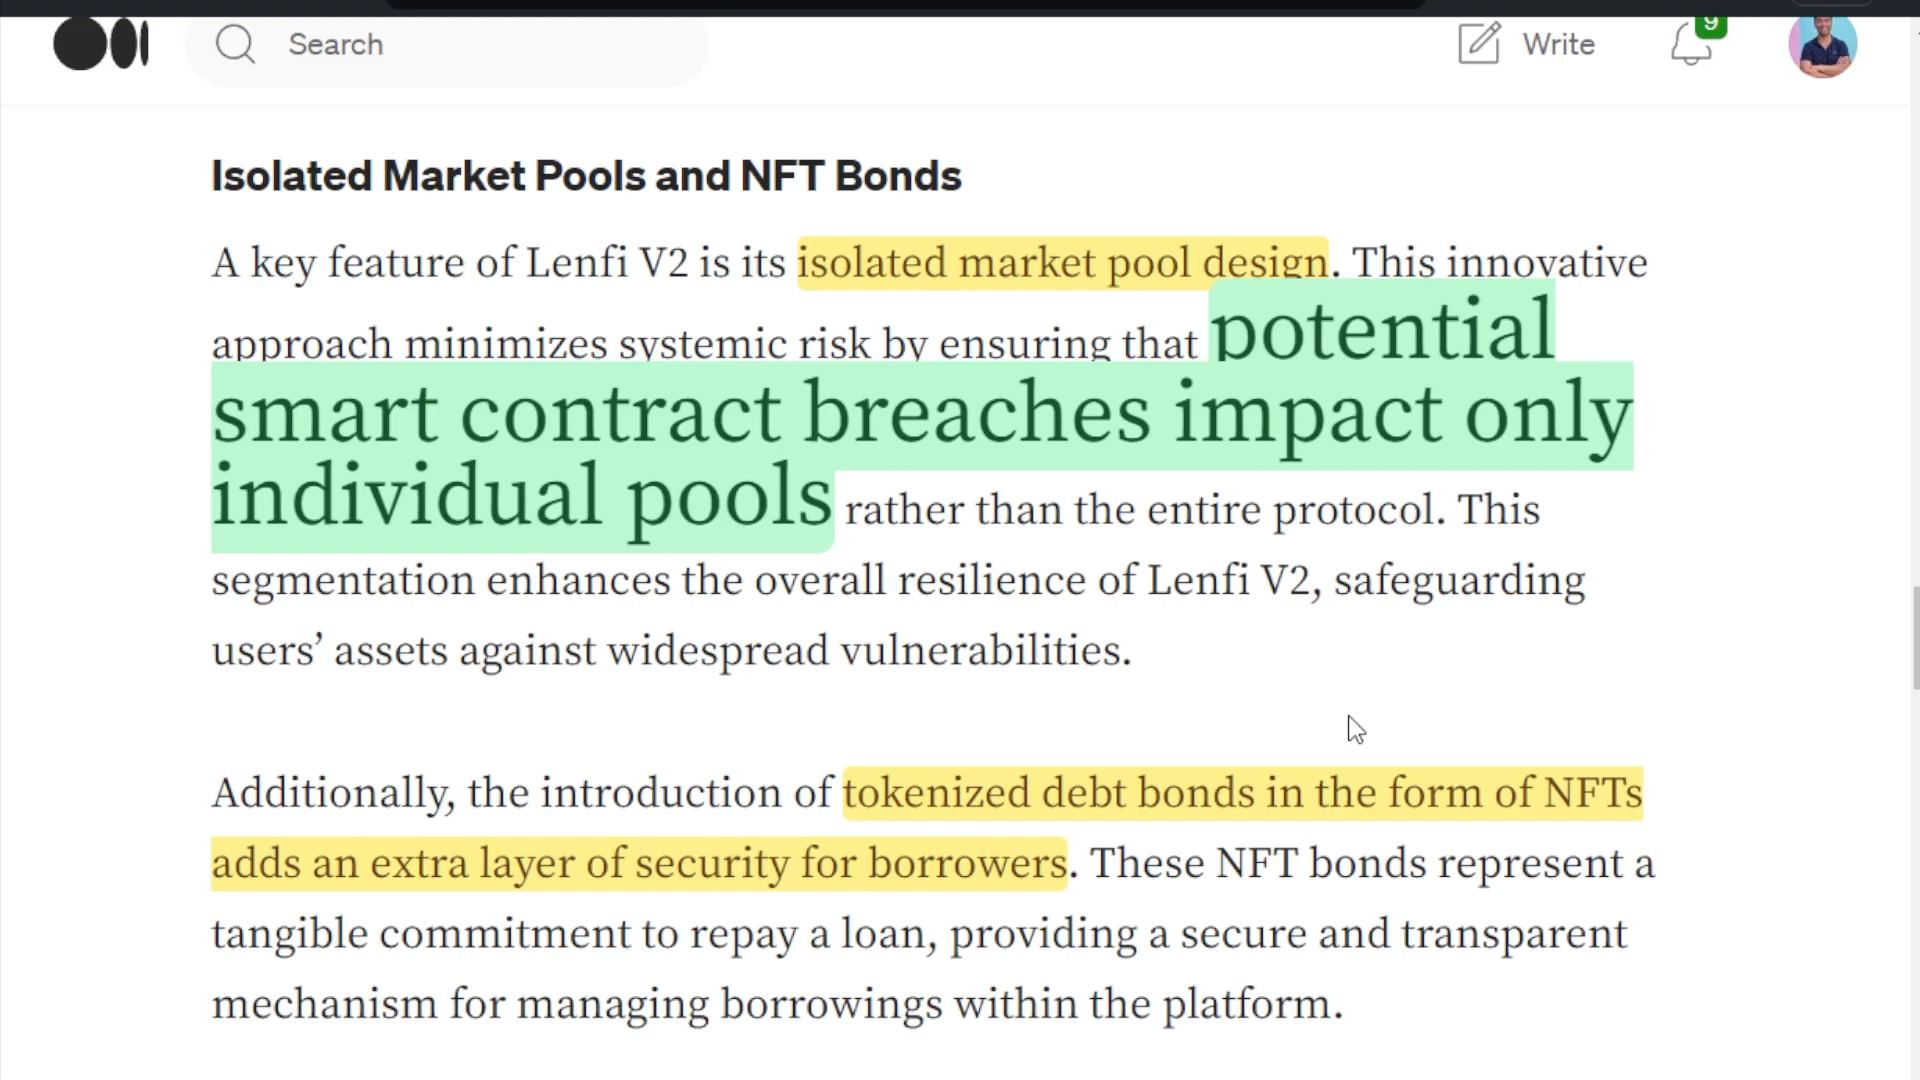 Search
Write
9
Isolated Market Pools and NFT Bonds
A key feature of Lenfi V2 is its isolated market pool design. This innovative
approach minimizes systemic risk by ensuring that potential
smart contract breaches impact only
individual pools rather than the entire protocol. This
segmentation enhances the overall resilience of Lenfi V2, safeguarding
users’ assets against widespread vulnerabilities.
Additionally, the introduction of tokenized debt bonds in the form of NFTs
adds an extra layer of security for borrowers. These NFT bonds represent a
tangible commitment to repay a loan, providing a secure and transparent
mechanism for managing borrowings within the platform.